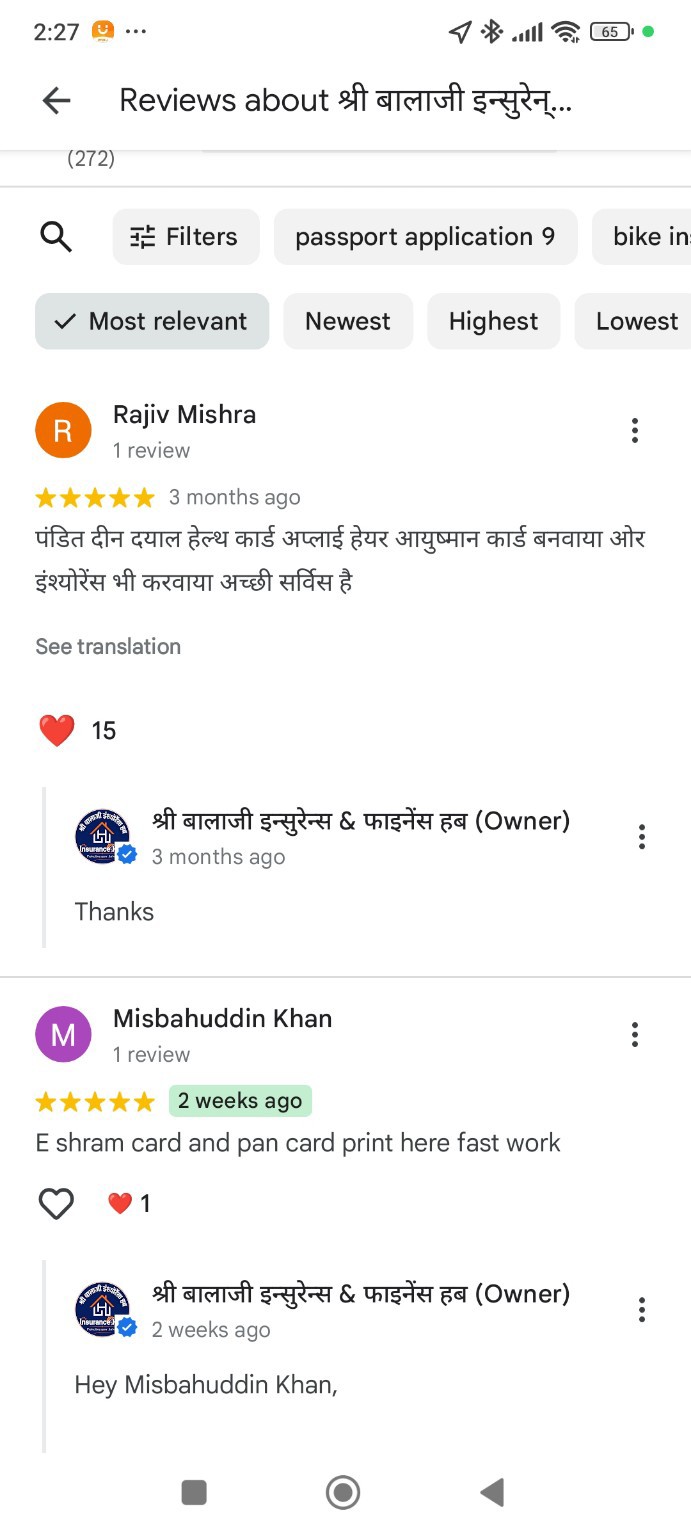 2:27
65
Reviews about श्री बालाजी इन्सुरेन्...
(272)
Filters
passport application 9
bike in
Most relevant
Newest
Highest
Lowest
R
Rajiv Mishra
1 review
3 months ago
पंडित दीन दयाल हेल्थ कार्ड अप्लाई हेयर आयुष्मान कार्ड बनवाया ओर
इंश्योरेंस भी करवाया अच्छी सर्विस है
See translation
❤️ 15
श्री बालाजी इन्सुरेन्स & फाइनेंस हब (Owner)
3 months ago
Thanks
M
Misbahuddin Khan
1 review
2 weeks ago
E shram card and pan card print here fast work
❤️ 1
श्री बालाजी इन्सुरेन्स & फाइनेंस हब (Owner)
2 weeks ago
Hey Misbahuddin Khan,